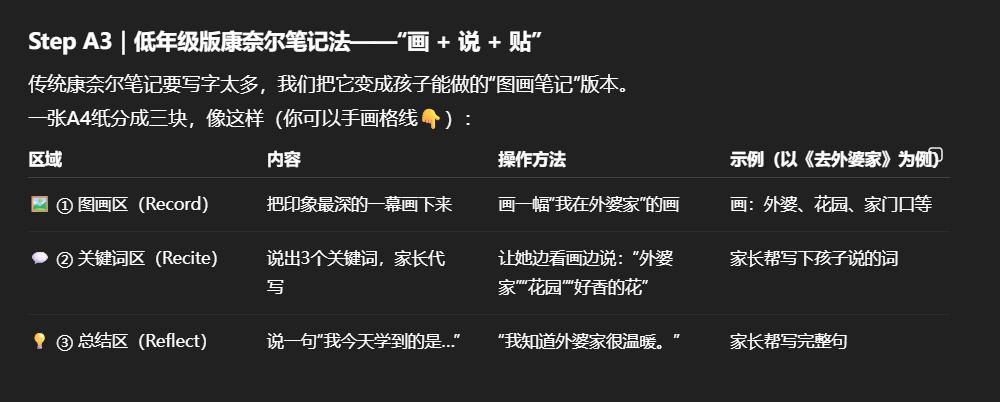 Step A3｜低年级版康奈尔笔记法——“画 + 说 + 贴”
传统康奈尔笔记要写字太多，我们把它变成孩子能做的“图画笔记”版本。
一张A4纸分成三块，像这样（你可以手画格线👇）：
区域 内容 操作方法 示例（以《去外婆家》为例）
🖼️ ① 图画区（Record） 把印象最深的一幕画下来 画一幅“我在外婆家”的画 画：外婆、花园、家门口等
💬 ② 关键词区（Recite） 说出3个关键词，家长代 让她边看画边说：“外婆 家长帮写下孩子说的词
写 家”“花园”“好香的花”
💡 ③ 总结区（Reflect） 说一句“我今天学到的是…” “我知道外婆家很温暖。” 家长帮写完整句